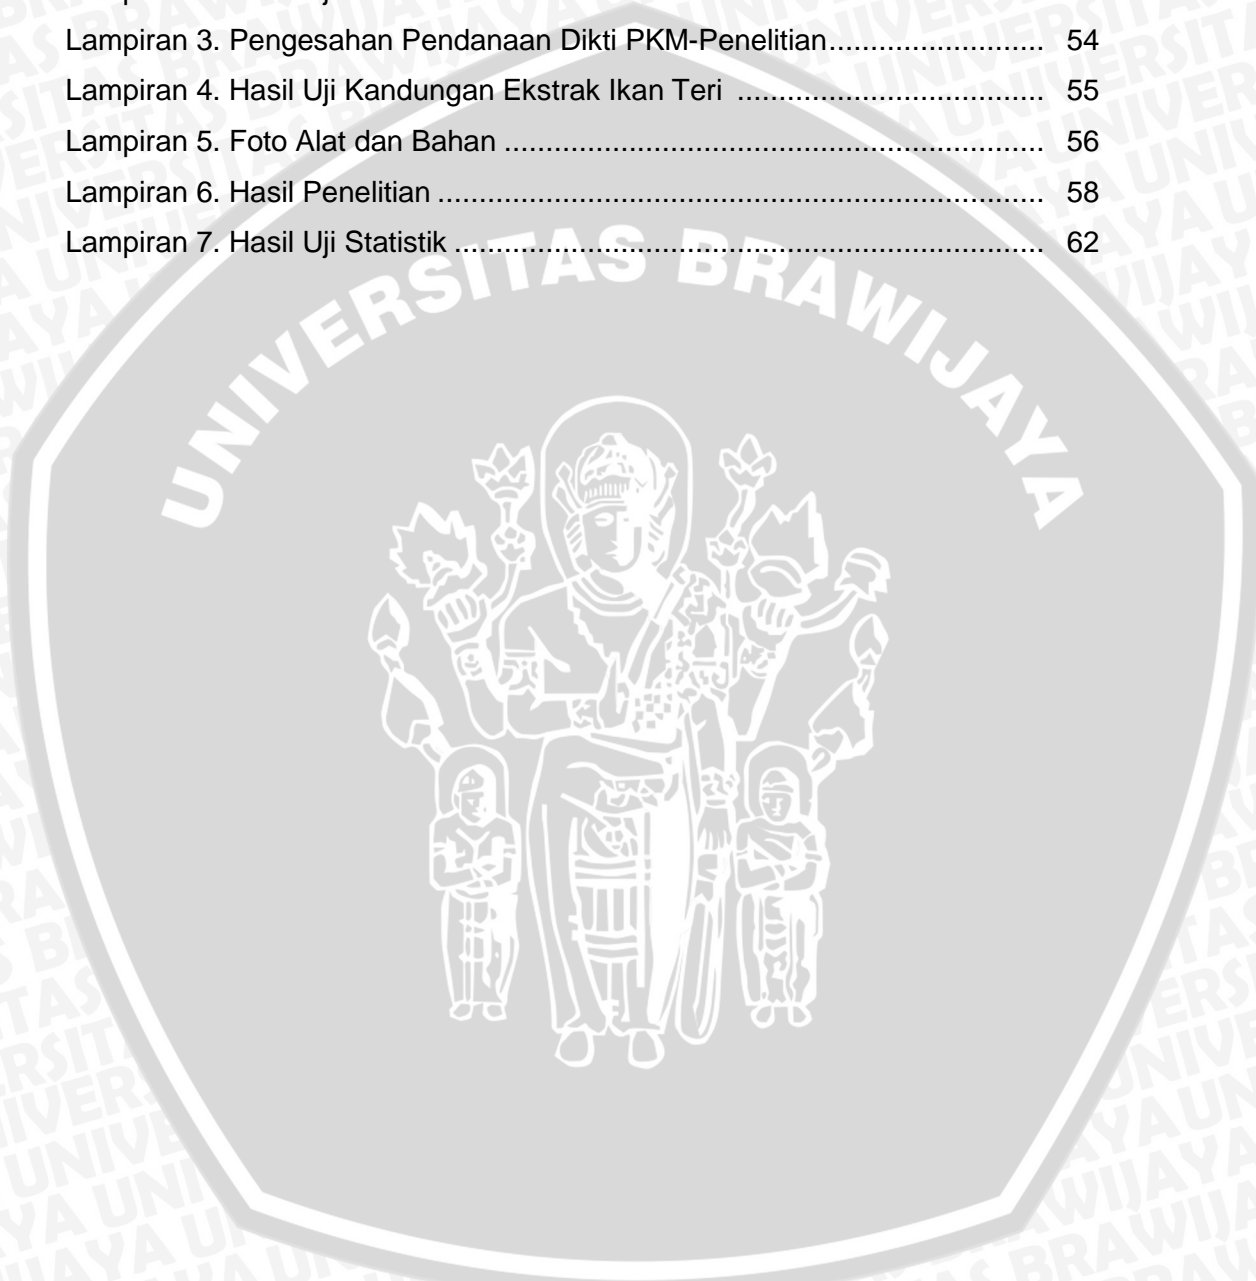 Lampiran 3. Pengesahan Pendanaan Dikti PKM-Penelitian.......................... 54
Lampiran 4. Hasil Uji Kandungan Ekstrak Ikan Teri ..................................... 55
Lampiran 5. Foto Alat dan Bahan ................................................................. 56
Lampiran 6. Hasil Penelitian ......................................................................... 58
Lampiran 7. Hasil Uji Statistik ....................................................................... 62
UNIVERSITAS BRAWIJAYA